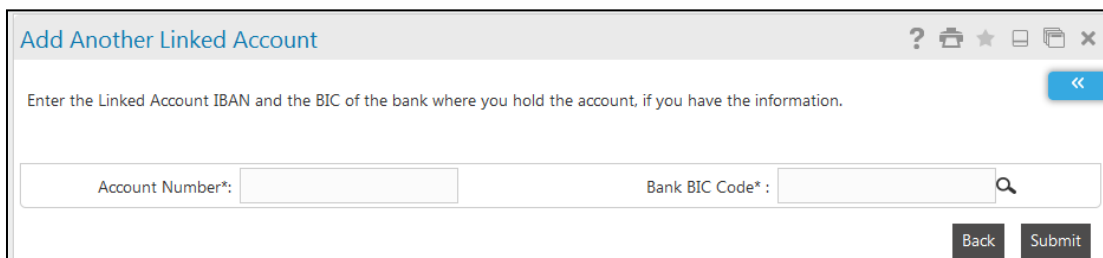 Add Another Linked Account ?
«
Enter the Linked Account IBAN and the BIC of the bank where you hold the account, if you have the information.
Account Number*: Bank BIC Code* :
Back Submit